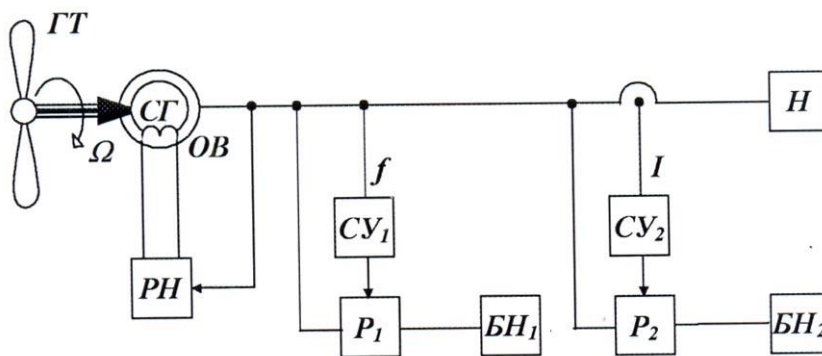 ГТ
СГ
Ω
ОВ
f
I
Н
СУ₁
СУ₂
РН
Р₁
БН₁
Р₂
БН₂